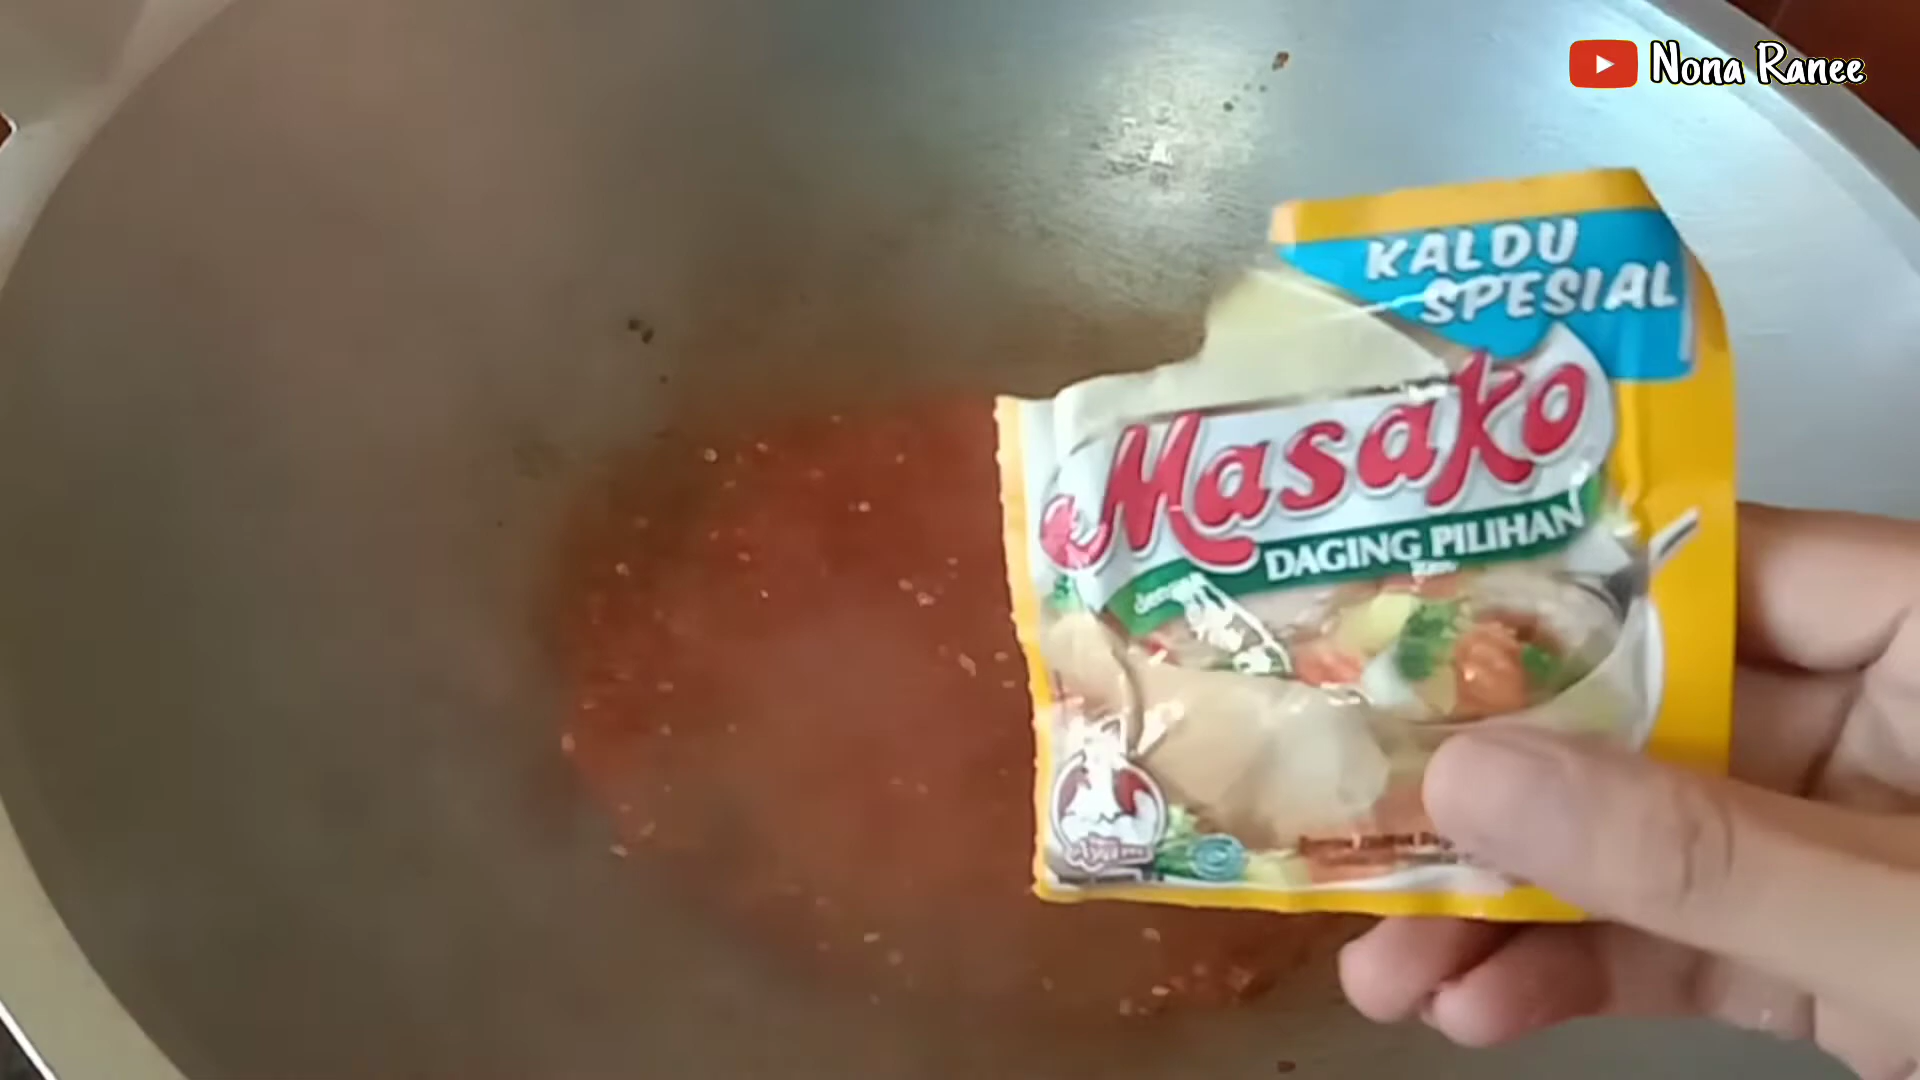 Nona Ranee
KALDU
SPESIAL
Masako
DAGING PILIHAN